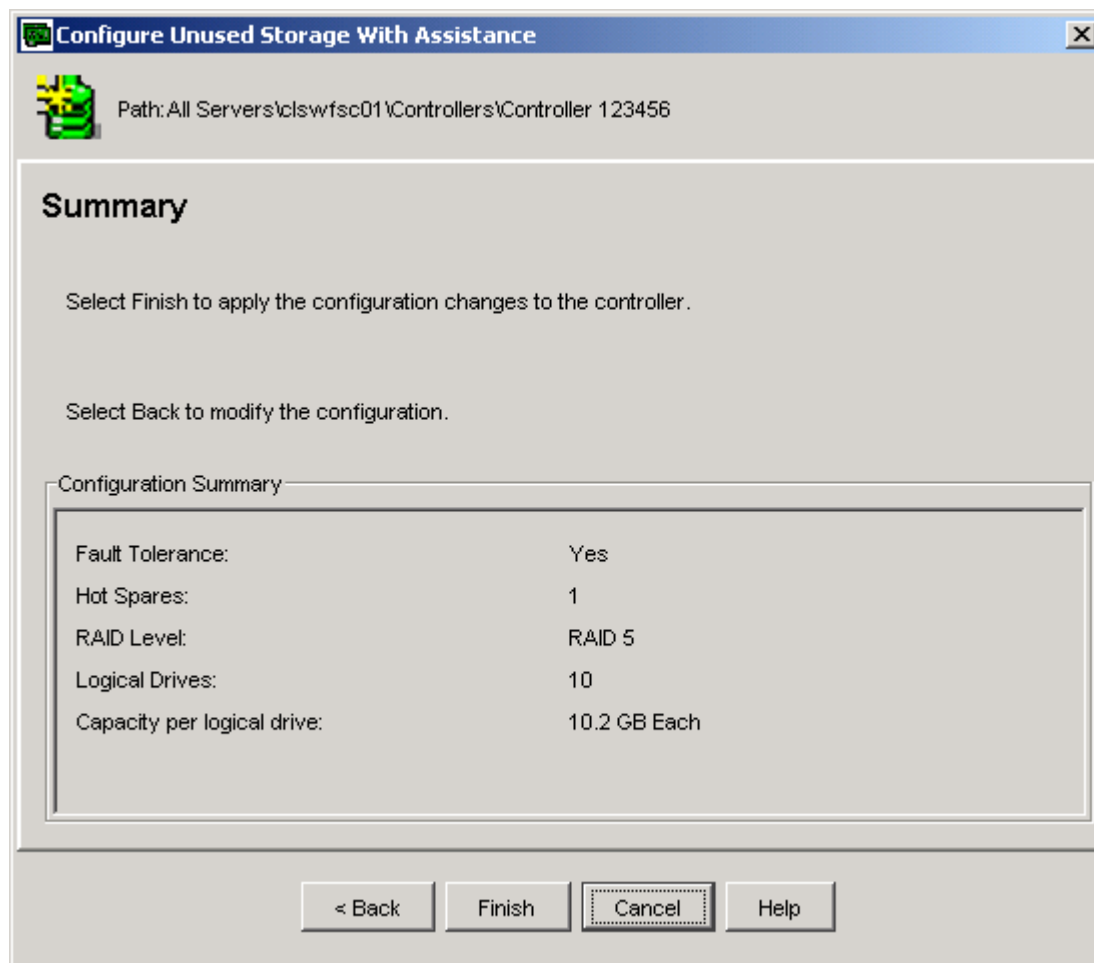 Configure Unused Storage With Assistance
Path:All Servers\clswfsc01\Controllers\Controller 123456
Summary
Select Finish to apply the configuration changes to the controller.
Select Back to modify the configuration.
Configuration Summary
Fault Tolerance: Yes
Hot Spares: 1
RAID Level: RAID 5
Logical Drives: 10
Capacity per logical drive: 10.2 GB Each
< Back Finish Cancel Help